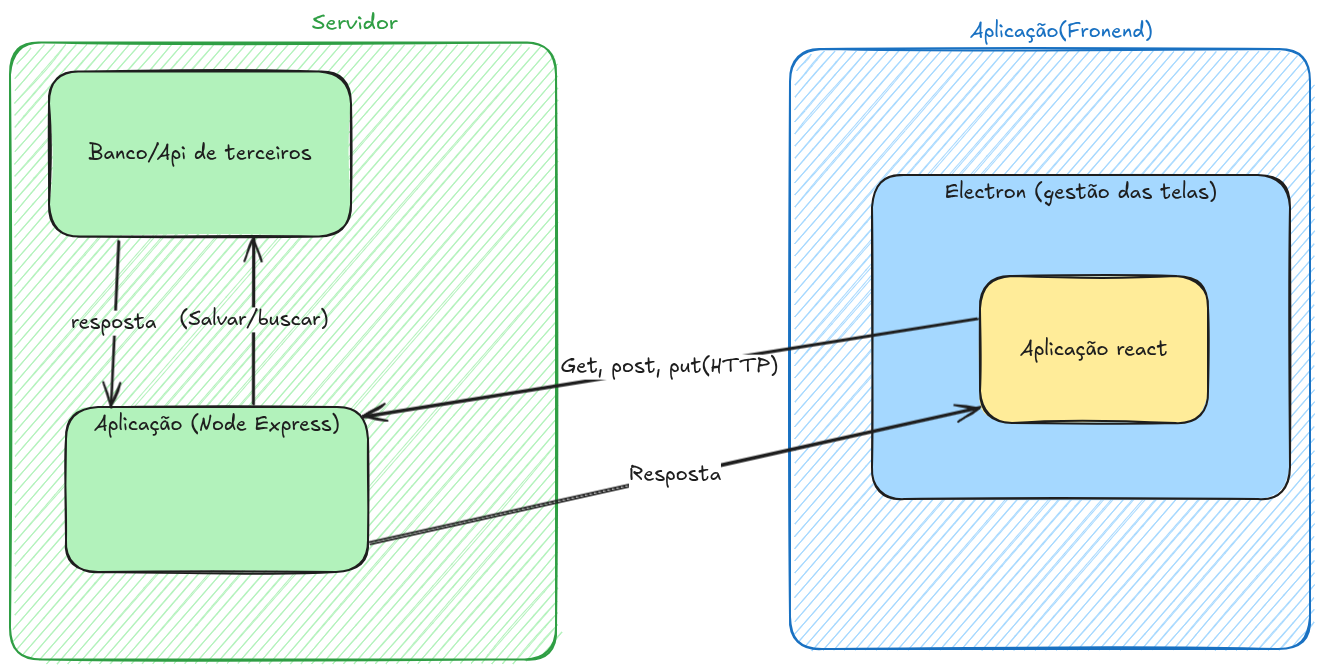 Servidor
Aplicação(Fronend)
Banco/Api de terceiros
Electron (gestão das telas)
resposta
(Salvar/buscar)
Aplicação react
Get, post, put(HTTP)
Aplicação (Node Express)
Resposta